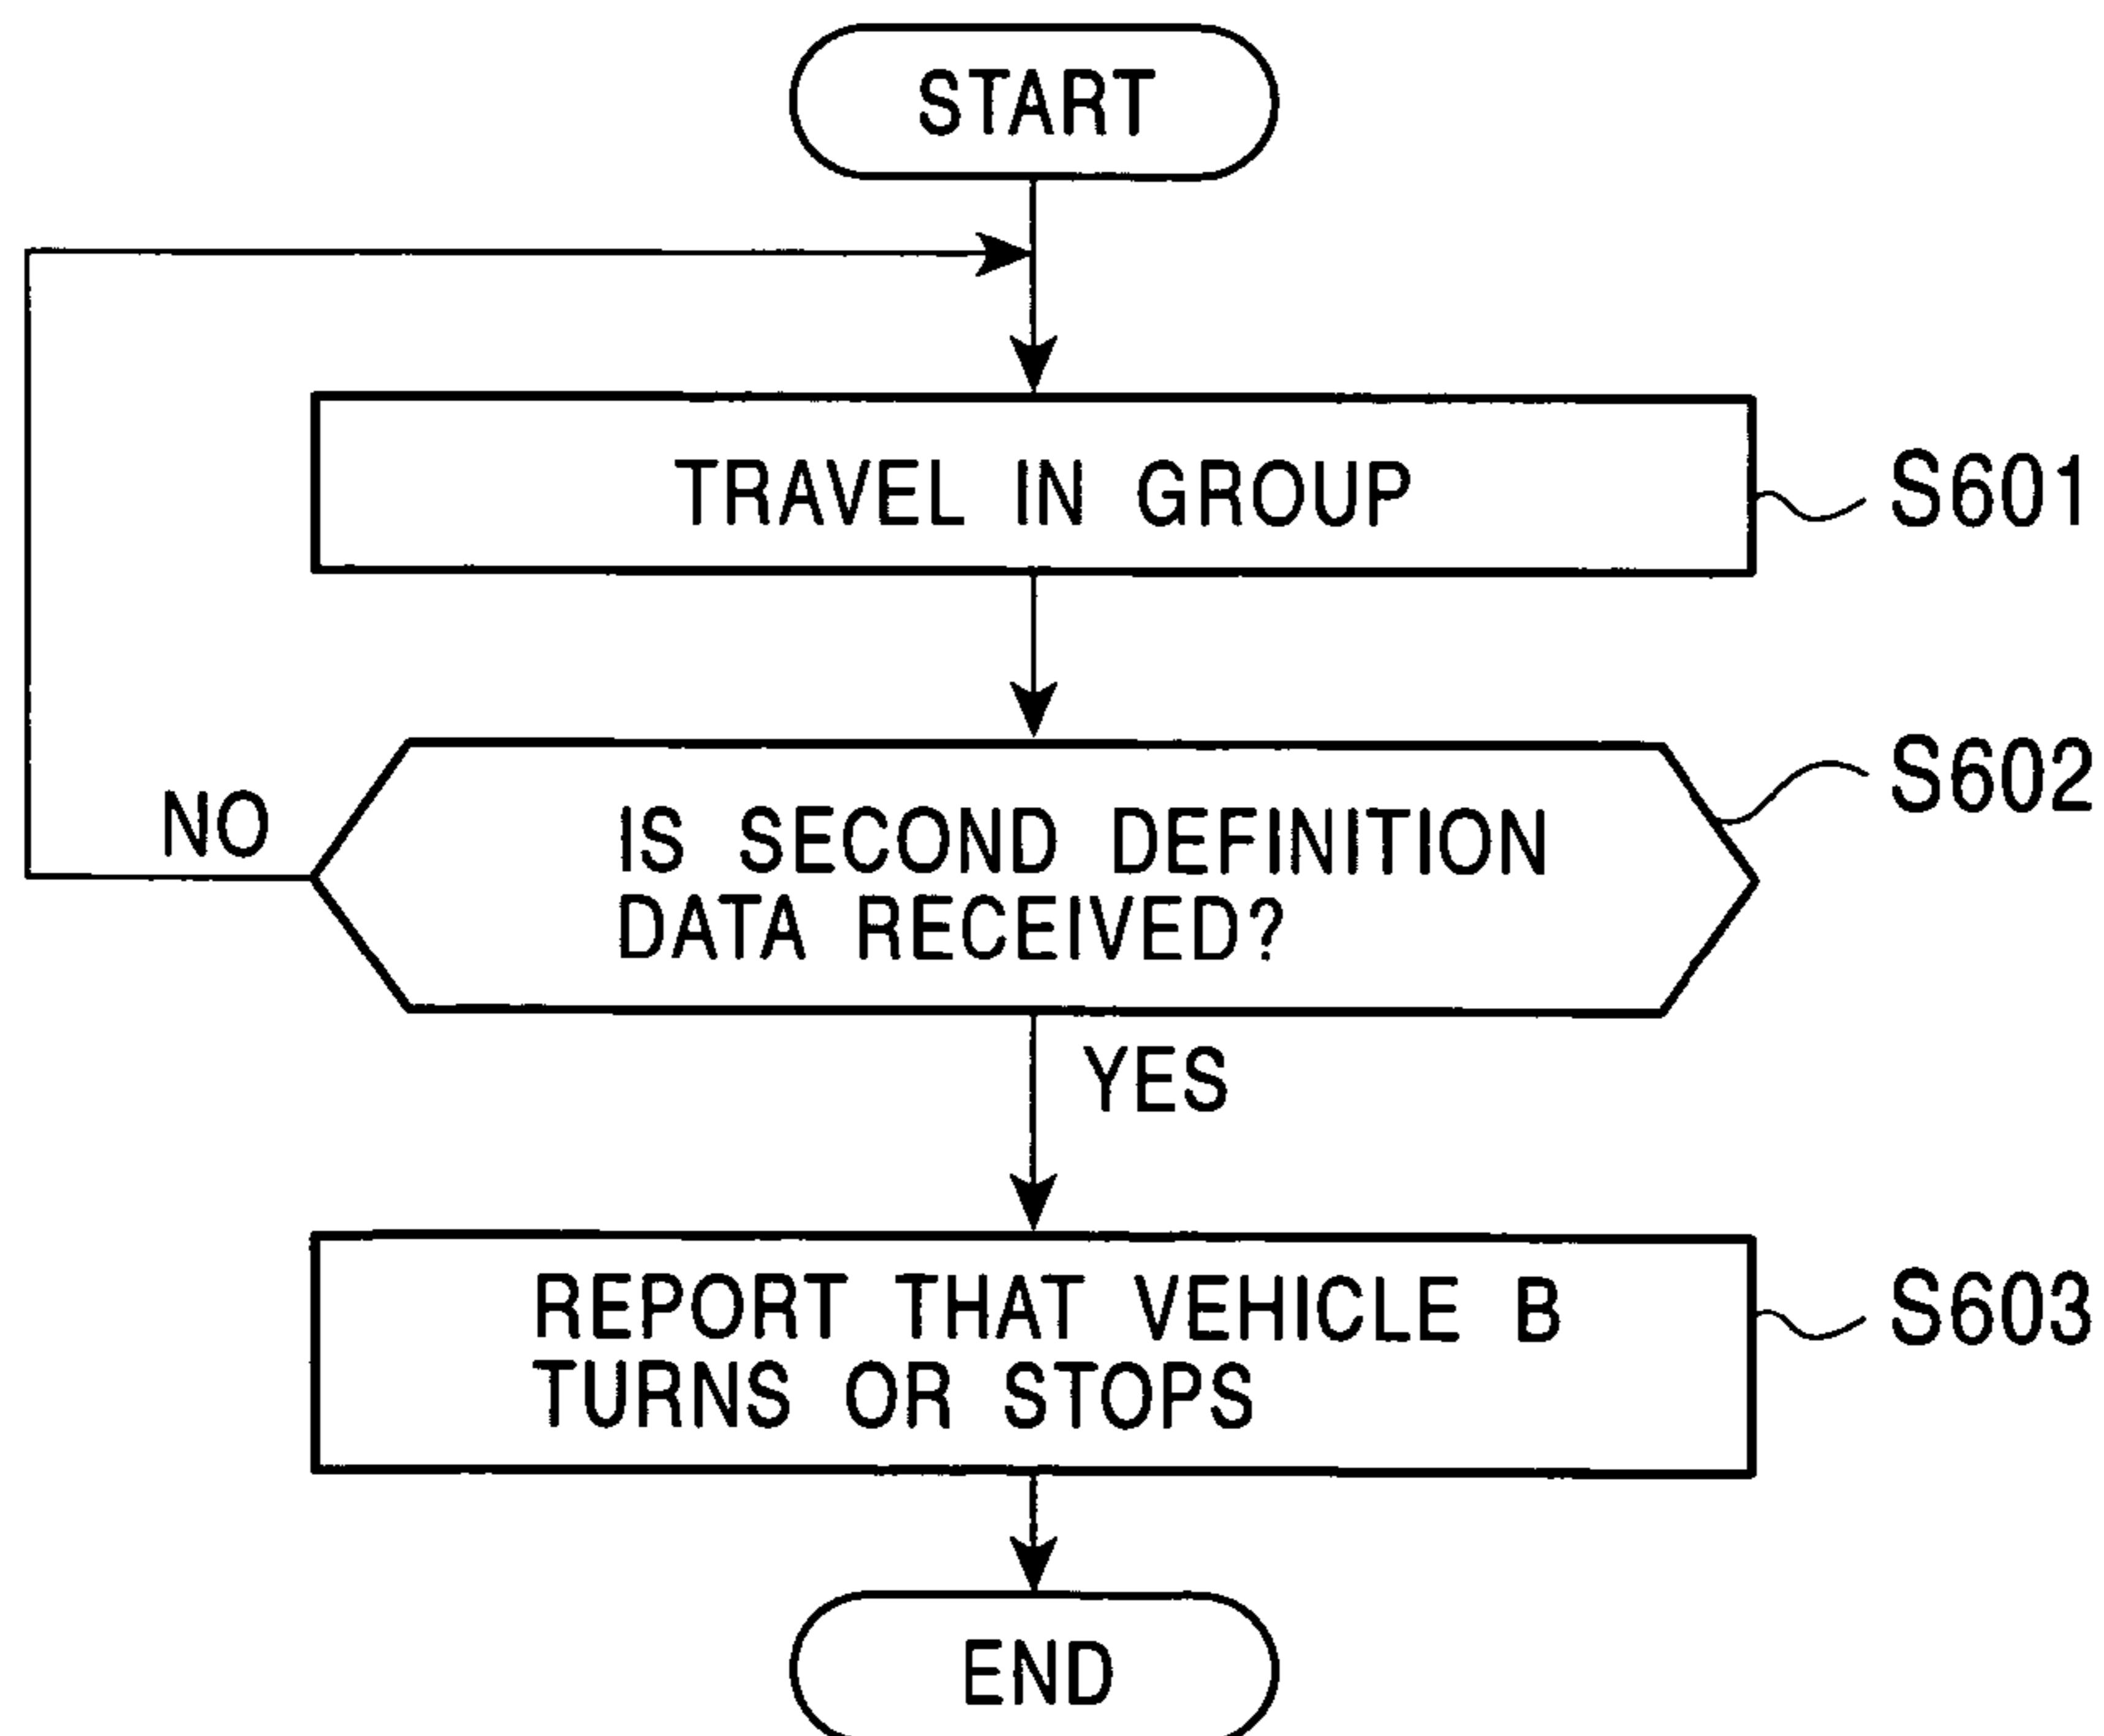 START
TRAVEL IN GROUP
S601
S602
NO
IS SECOND DEFINITION
DATA RECEIVED?
YES
REPORT THAT VEHICLE B
TURNS OR STOPS
S603
END